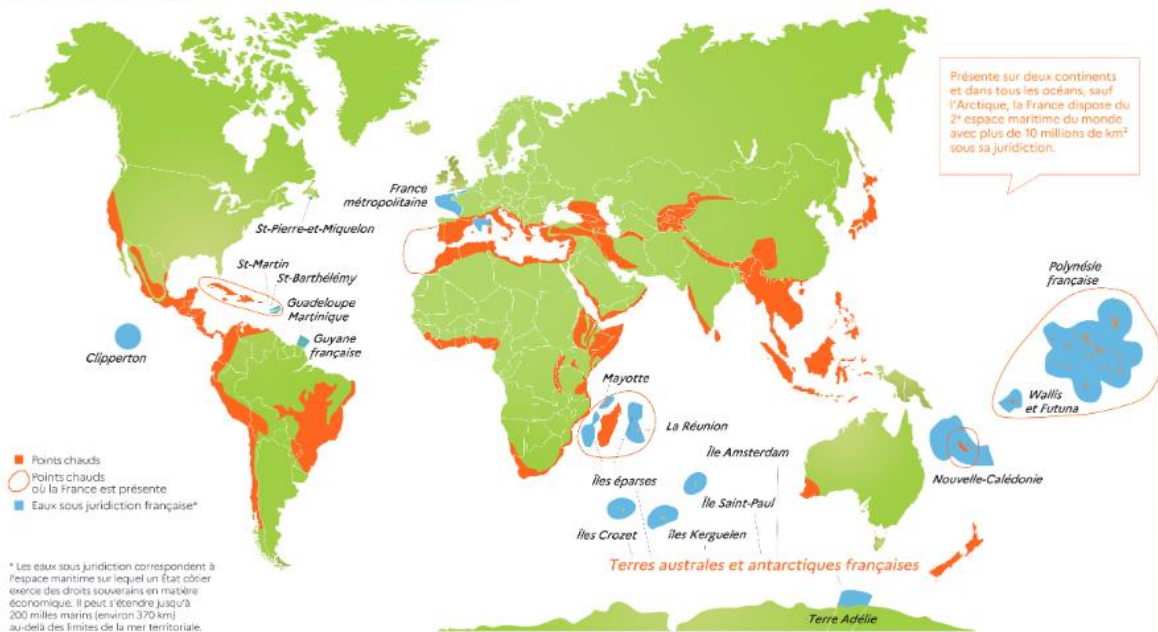 Présente sur deux continents
et dans tous les océans, sauf
l'Arctique, la France dispose du
2e espace maritime du monde
avec plus de 10 millions de km²
sous sa juridiction.
France
métropolitaine
St-Pierre-et-Miquelon
St-Martin
St-Barthélémy
Guadeloupe
Martinique
Guyane
française
Clipperton
Polynésie
française
Wallis
et Futuna
Mayotte
La Réunion
Île Amsterdam
Îles éparses
Île Saint-Paul
Nouvelle-Calédonie
Îles Crozet
îles Kerguelen
Terres australes et antarctiques françaises
Terre Adélie
Points chauds
Points chauds
où la France est présente
Eaux sous juridiction française*
* Les eaux sous juridiction correspondent à
l'espace maritime sur lequel un État côtier
exerce des droits souverains en matière
économique. Il peut s'étendre jusqu'à
200 milles marins (environ 370 km)
au-delà des limites de la mer territoriale.